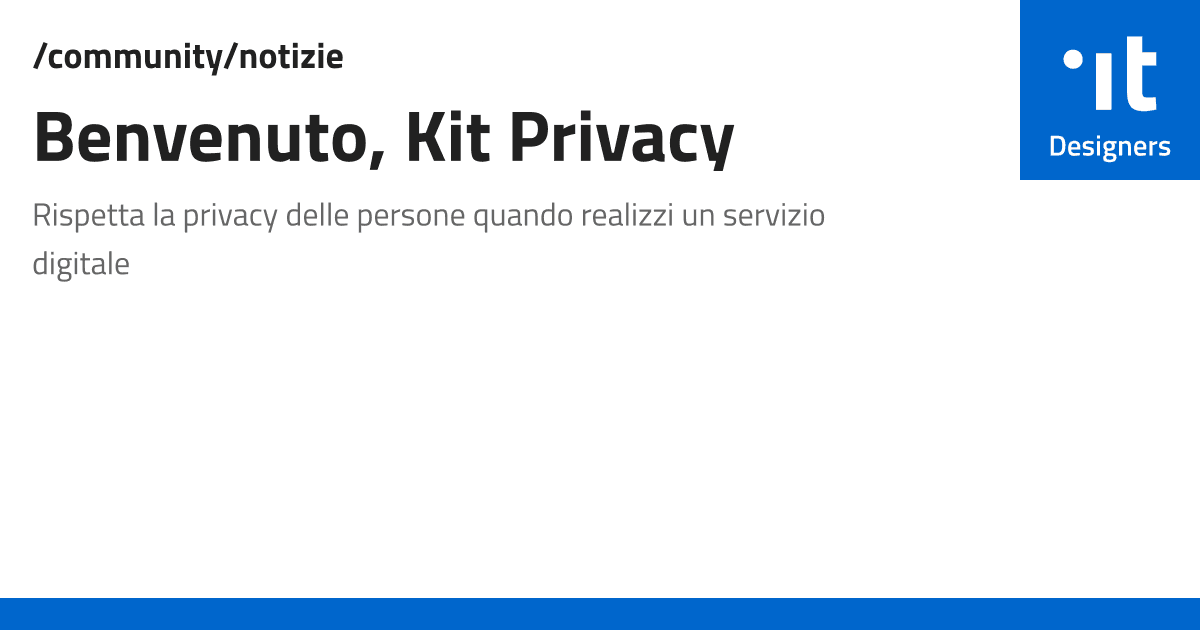 /community/notizie
Benvenuto, Kit Privacy
Rispetta la privacy delle persone quando realizzi un servizio
digitale
it
Designers